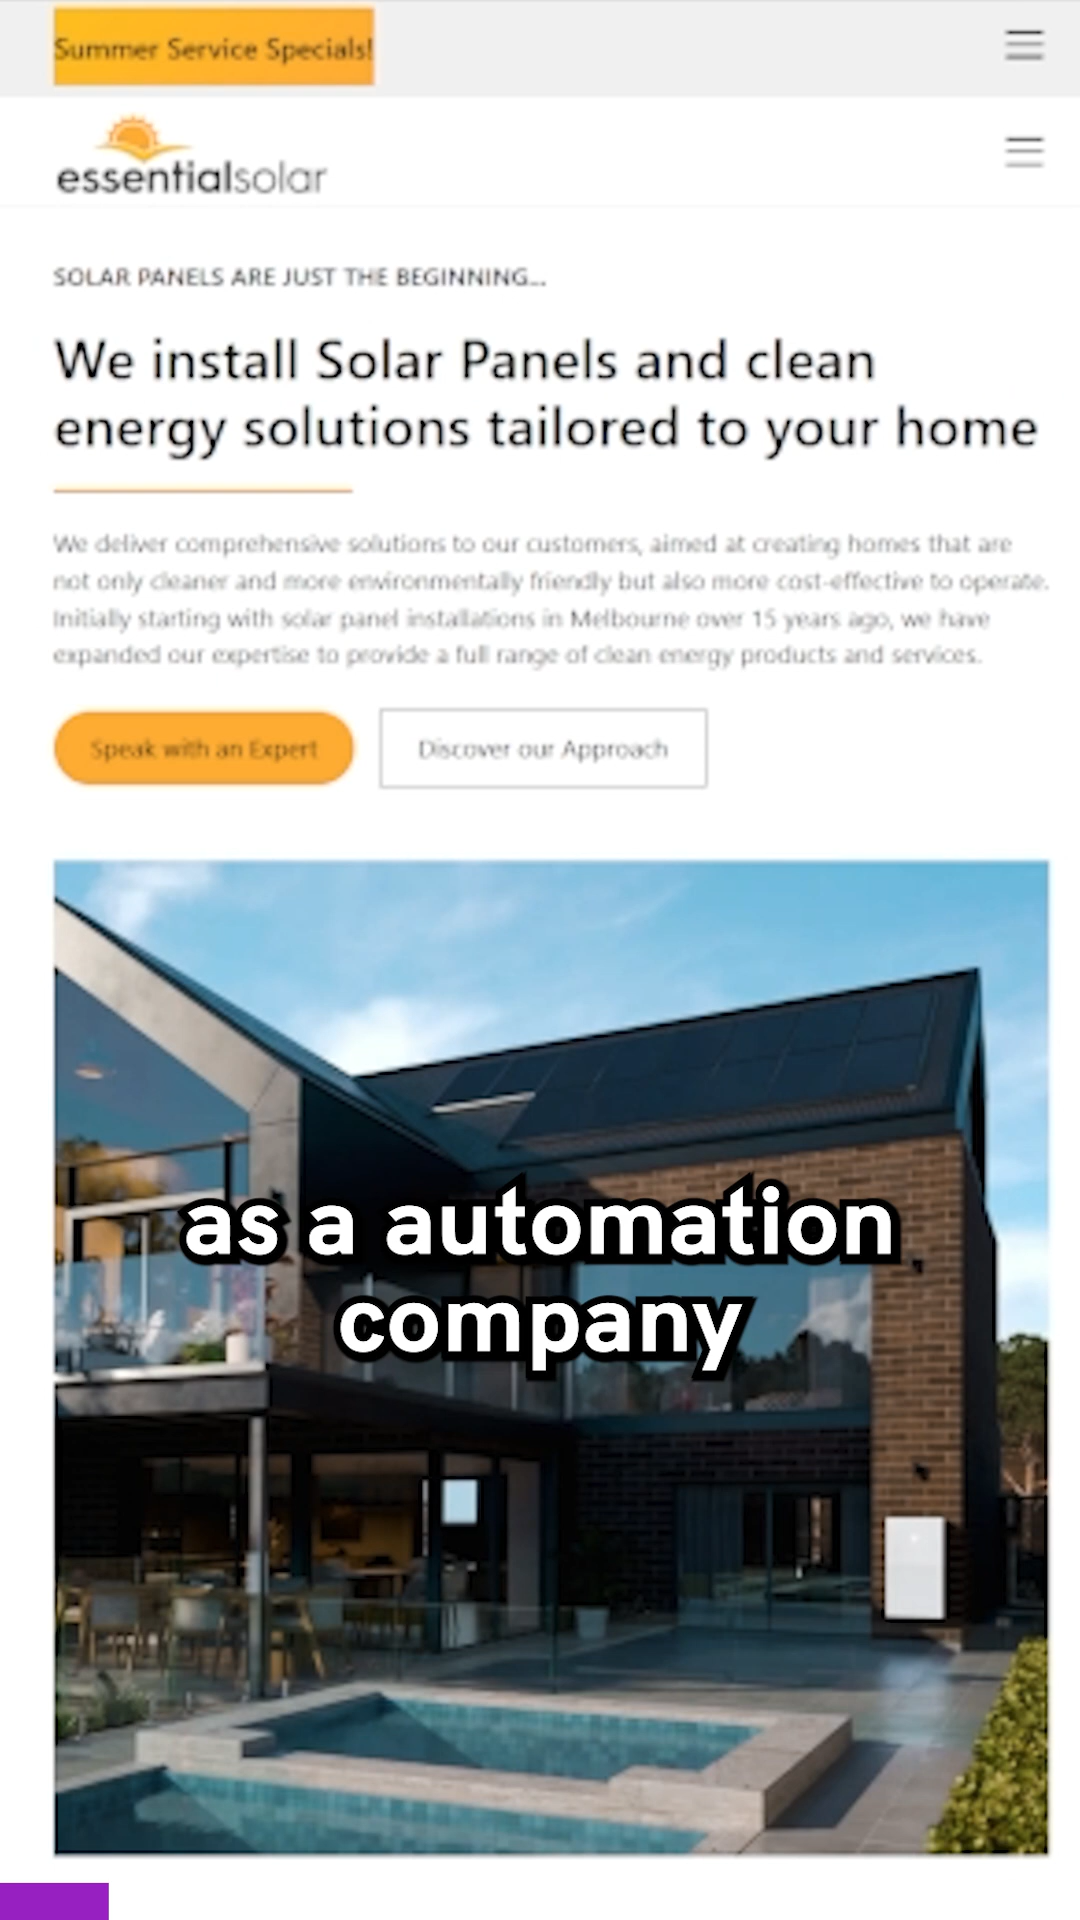 Summer Service Specials!
essentialsolar
SOLAR PANELS ARE JUST THE BEGINNING...
We install Solar Panels and clean
energy solutions tailored to your home
We deliver comprehensive solutions to our customers, aimed at creating homes that are
not only cleaner and more environmentally friendly but also more cost-effective to operate.
Initially starting with solar panel installations in Melbourne over 15 years ago, we have
expanded our expertise to provide a full range of clean energy products and services.
Speak with an Expert
Discover our Approach
as a automation
company